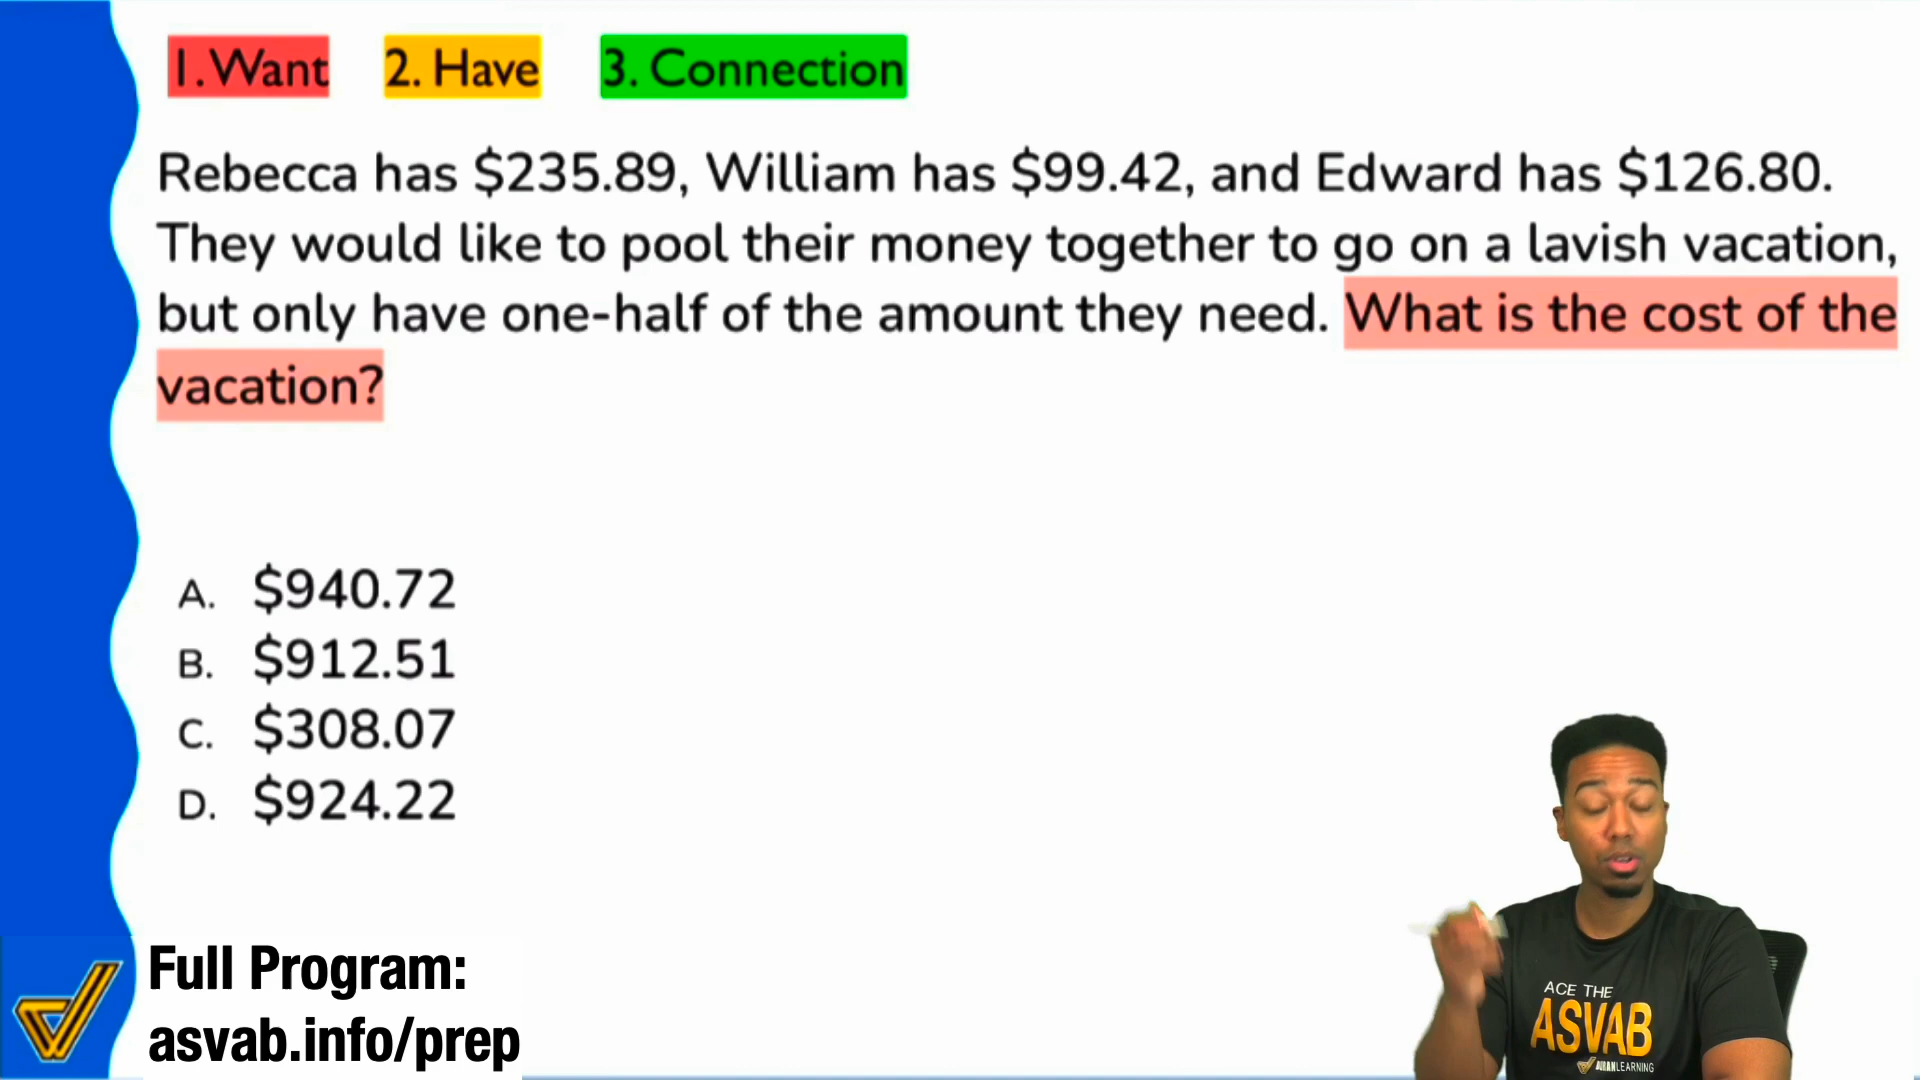 1. Want 2. Have 3. Connection
Rebecca has $235.89, William has $99.42, and Edward has $126.80.
They would like to pool their money together to go on a lavish vacation,
but only have one-half of the amount they need. What is the cost of the
vacation?
A. $940.72
B. $912.51
C. $308.07
D. $924.22
Full Program:
asvab.info/prep
ACE THE
ASVAB
LEARNING